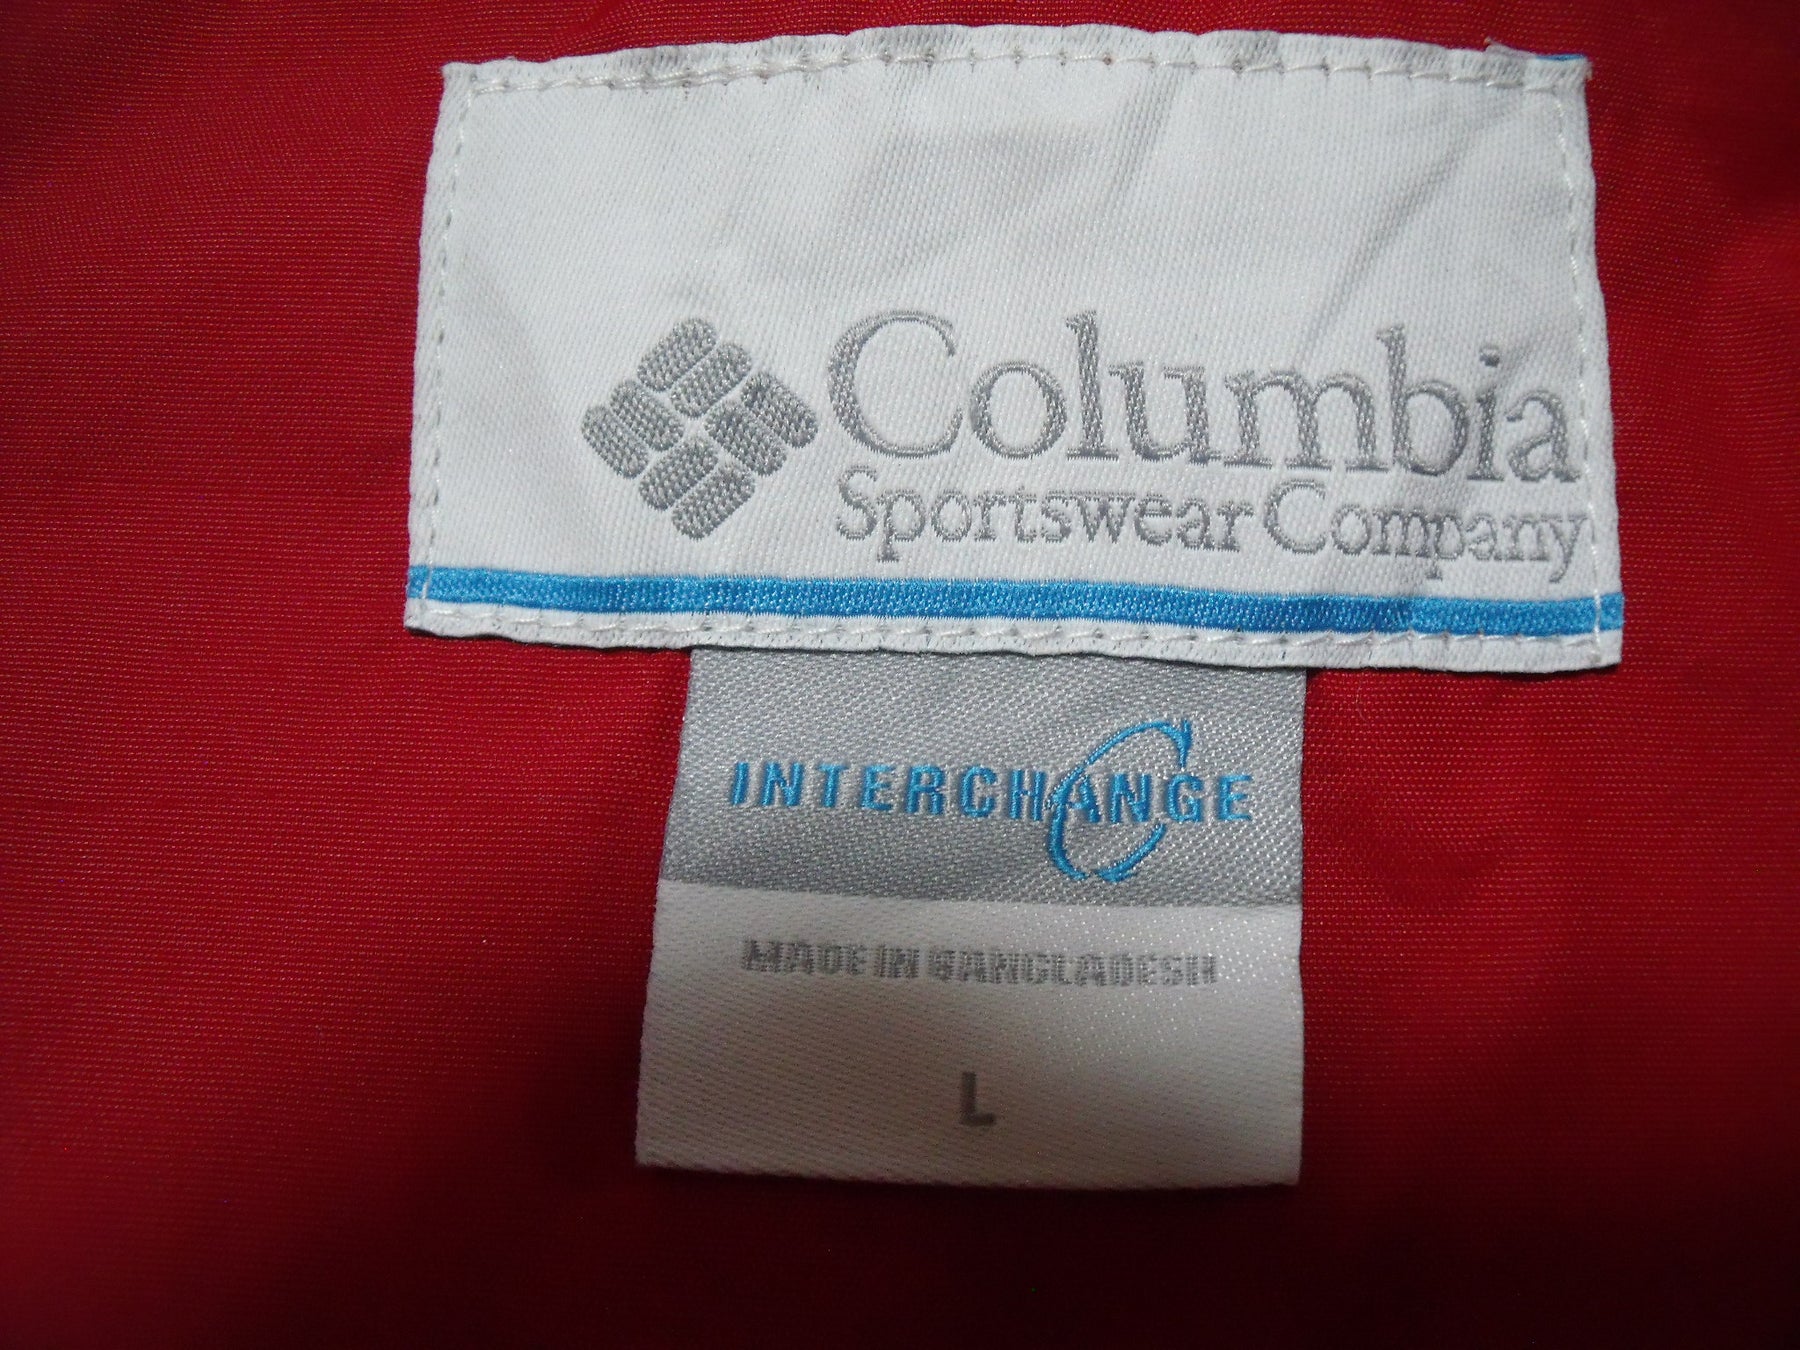 Columbia
Sportswear Company
INTERCHANGE
MADE IN BANGLADESH
L